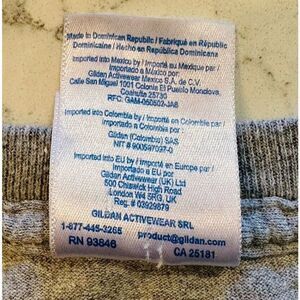 Made in Dominican Republic / Fabriqué en République
Dominicaine / Hecho en República Dominicana
Imported into Mexico by / Importé au Mexique par /
Importado a México por:
Gildan Activewear Mexico S.A. de C.V.
Calle San Miguel 1001 Colonia El Pueblo Monclova,
Coahuila 25730
RFC: GAM-050502-JA8
Imported into Colombia by / Importé en Colombie par /
Importado a Colombia por:
Gildan (Colombia) SAS
NIT # 900597097-0
Imported into EU by / Importé en Europe par /
Importado en EU por:
Gildan Activewear (UK) Ltd
500 Chiswick High Road
London W4 5RG, UK
Reg. # 03929879
GILDAN ACTIVEWEAR SRL
1-877-445-3265 product@gildan.com
RN 93846 CA 25181